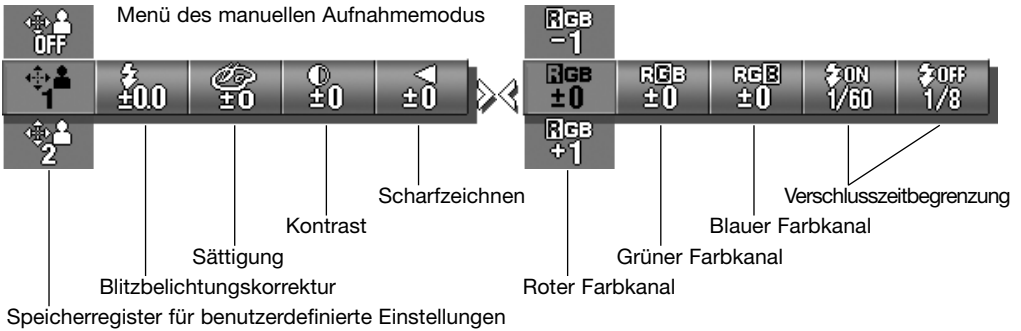 Menü des manuellen Aufnahmemodus
OFF
RGB
−1
1
±0.0
±0
±0
±0
RGB
±0
RGB
±0
RGB
±0
ON
1/60
OFF
1/8
2
RGB
+1
Scharfzeichnen
Verschlusszeitbegrenzung
Kontrast
Blauer Farbkanal
Sättigung
Grüner Farbkanal
Blitzbelichtungskorrektur
Roter Farbkanal
Speicherregister für benutzerdefinierte Einstellungen